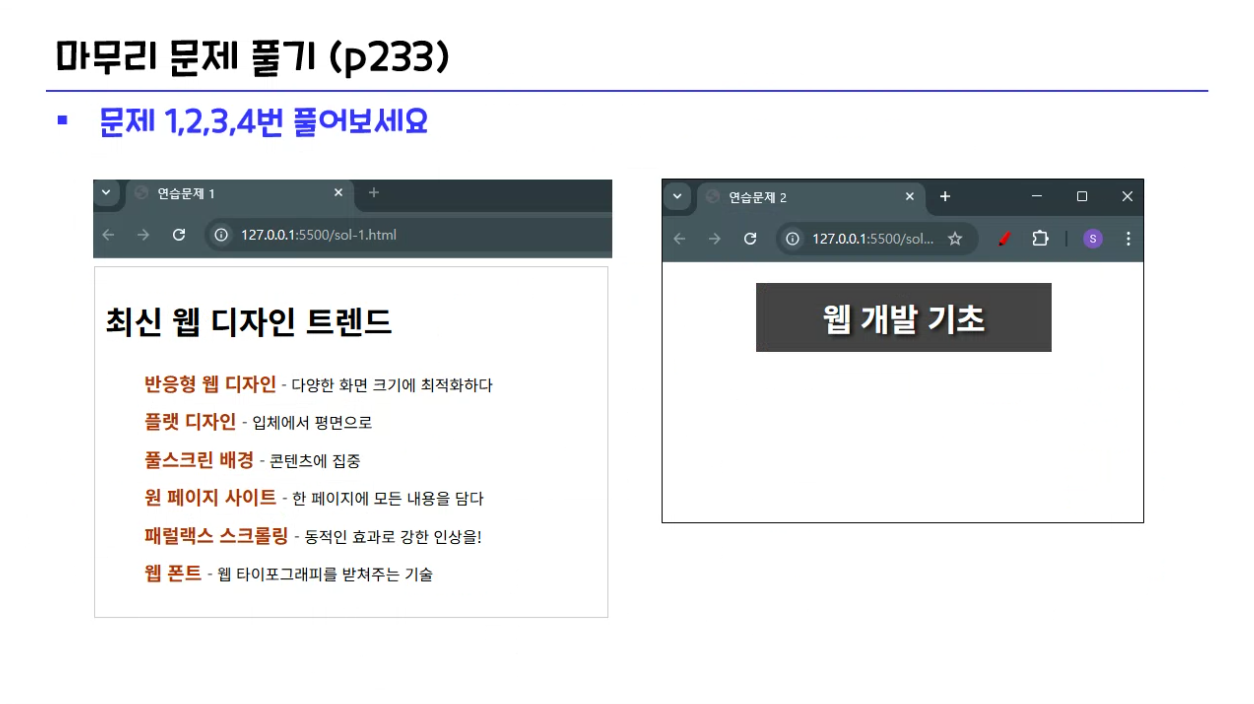 마무리 문제 풀기 (p233)
▪ 문제 1,2,3,4번 풀어보세요
연습문제 1
127.0.0.1:5500/sol-1.html
최신 웹 디자인 트렌드
반응형 웹 디자인 - 다양한 화면 크기에 최적화하다
플랫 디자인 - 입체에서 평면으로
풀스크린 배경 - 콘텐츠에 집중
원 페이지 사이트 - 한 페이지에 모든 내용을 담다
패럴랙스 스크롤링 - 동적인 효과로 강한 인상을!
웹 폰트 - 웹 타이포그래피를 받쳐주는 기술
연습문제 2
127.0.0.1:5500/sol...
S
웹 개발 기초